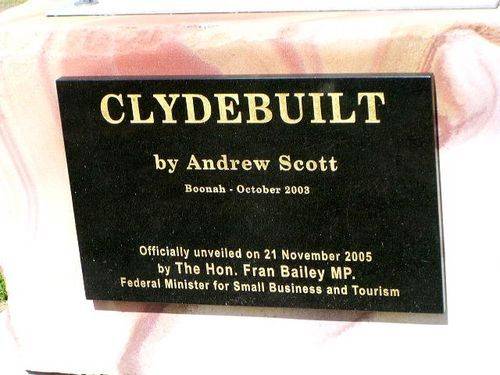 CLYDEBUILT
by Andrew Scott
Boonah - October 2003
Officially unveiled on 21 November 2005
by The Hon. Fran Bailey MP.
Federal Minister for Small Business and Tourism